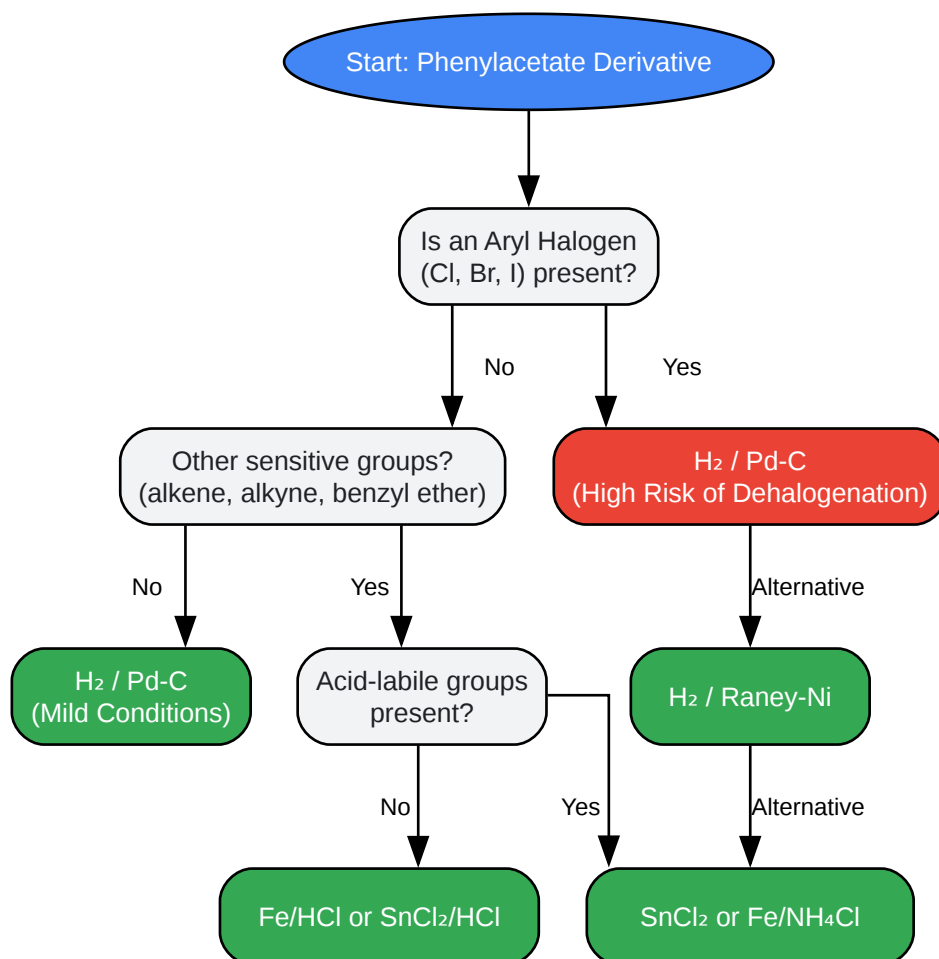 Start: Phenylacetate Derivative
Is an Aryl Halogen
(Cl, Br, I) present?
No
Yes
Other sensitive groups?
(alkene, alkyne, benzyl ether)
H₂ / Pd-C
(High Risk of Dehalogenation)
No
Yes
Alternative
H₂ / Pd-C
(Mild Conditions)
Acid-labile groups
present?
H₂ / Raney-Ni
No
Yes
Alternative
Fe/HCl or SnCl₂/HCl
SnCl₂ or Fe/NH₄Cl